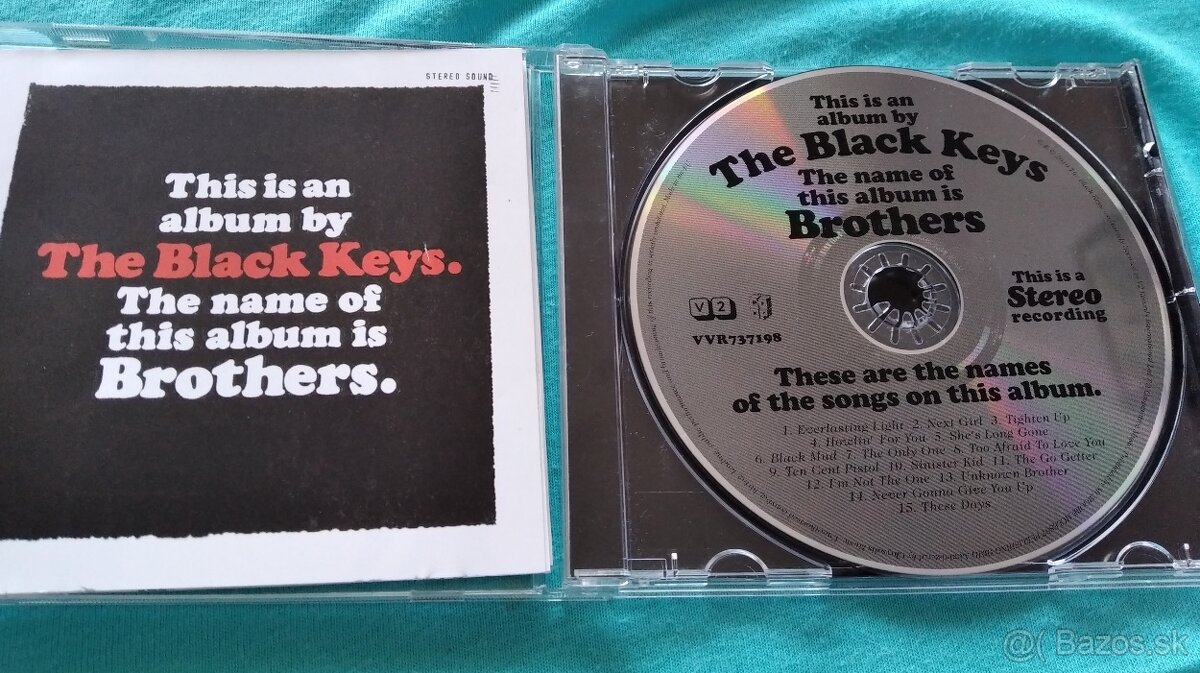 STEREO SOUND
This is an
album by
The Black Keys.
The name of
this album is
Brothers.
This is an
album by
The Black Keys
The name of
this album is
Brothers
V2
VVR737198
This is a
Stereo
recording
These are the names
of the songs on this album.
1. Everlasting Light 2. Next Girl 3. Tighten Up
4. Howlin' For You 5. She's Long Gone
6. Black Mud 7. The Only One 8. Too Afraid To Love You
9. Ten Cent Pistol 10. Sinister Kid 11. The Go Getter
12. I'm Not The One 13. Unknown Brother
14. Never Gonna Give You Up
15. These Days
Bazos.sk